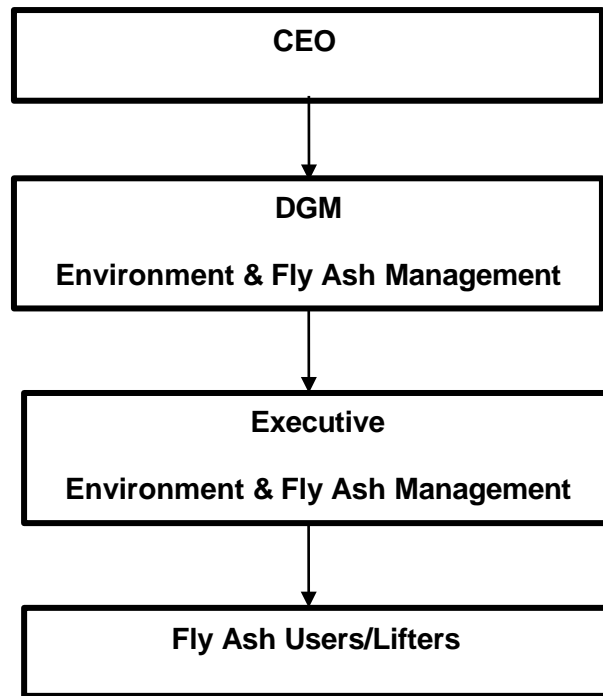 CEO
DGM
Environment & Fly Ash Management
Executive
Environment & Fly Ash Management
Fly Ash Users/Lifters